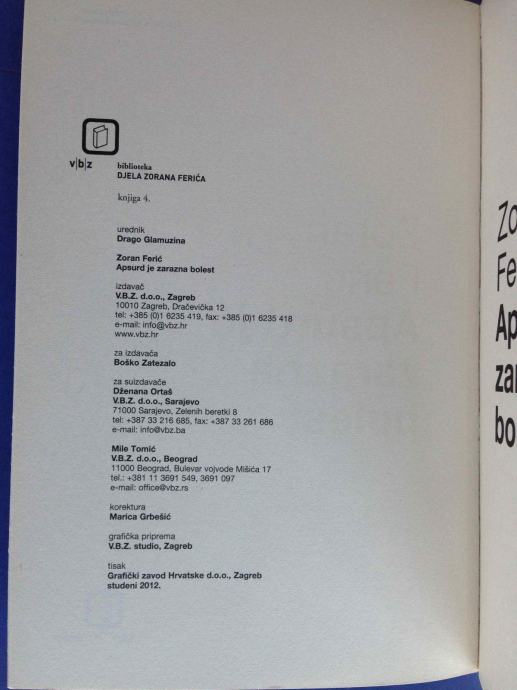 v|b|z
biblioteka
DJELA ZORANA FERIĆA
knjiga 4.
urednik
Drago Glamuzina
Zoran Ferić
Apsurd je zarazna bolest
izdavač
V.B.Z. d.o.o., Zagreb
10010 Zagreb, Dračevička 12
tel: +385 (0)1 6235 419, fax: +385 (0)1 6235 418
e-mail: info@vbz.hr
www.vbz.hr
za izdavača
Boško Zatezalo
za suizdavače
Dženana Ortaš
V.B.Z. d.o.o., Sarajevo
71000 Sarajevo, Zelenih beretki 8
tel: +387 33 216 685, fax: +387 33 261 686
e-mail: info@vbz.ba
Mile Tomić
V.B.Z. d.o.o., Beograd
11000 Beograd, Bulevar vojvode Mišića 17
tel.: +381 11 3691 549, 3691 097
e-mail: office@vbz.rs
korektura
Marica Grbešić
grafička priprema
V.B.Z. studio, Zagreb
tisak
Grafički zavod Hrvatske d.o.o., Zagreb
studeni 2012.
Zo
Fe
Ap
zar
bo